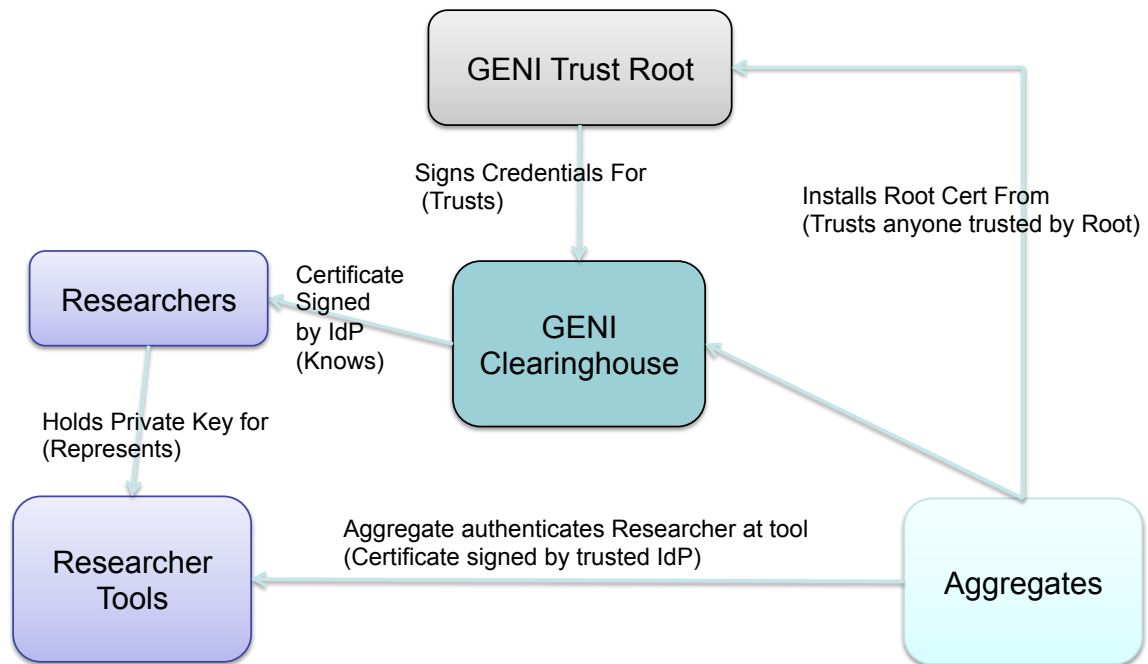 GENI Trust Root
Signs Credentials For
(Trusts)
Installs Root Cert From
(Trusts anyone trusted by Root)
Researchers
Certificate
Signed
by IdP
(Knows)
GENI
Clearinghouse
Holds Private Key for
(Represents)
Researcher
Tools
Aggregate authenticates Researcher at tool
(Certificate signed by trusted IdP)
Aggregates